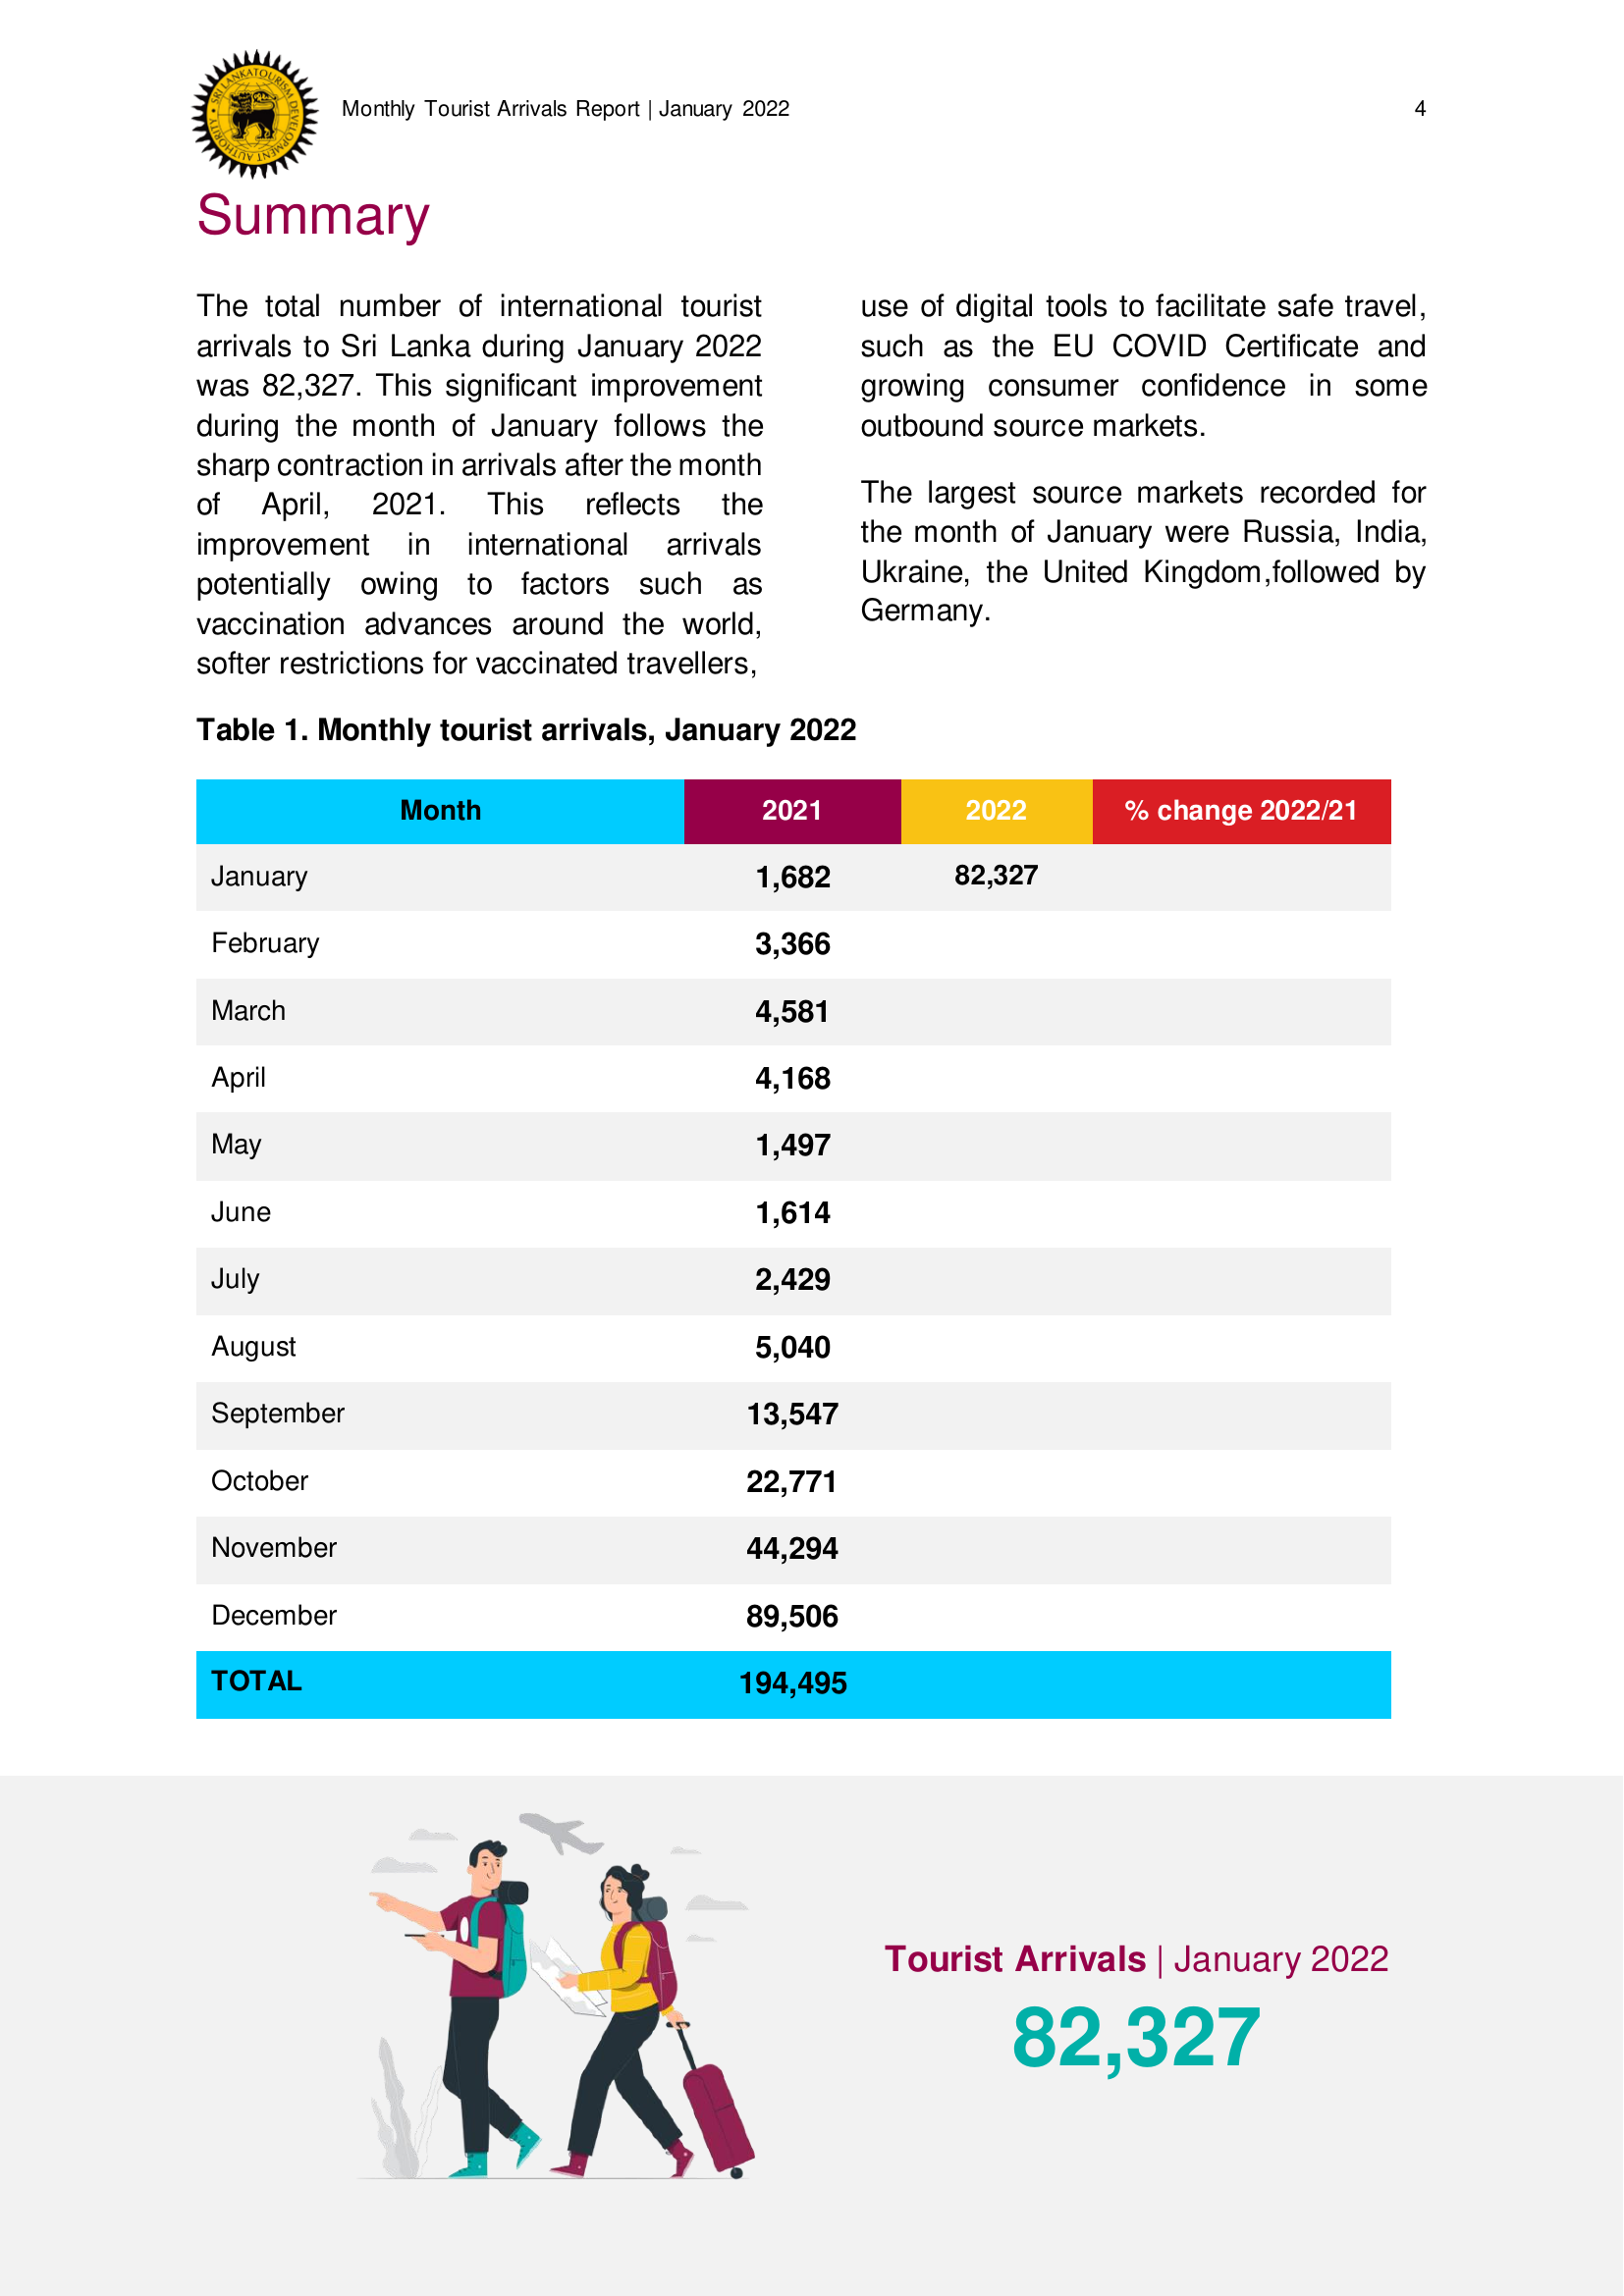 SRI LANKA TOURISM DEVELOPMENT AUTHORITY
Monthly Tourist Arrivals Report | January 2022
4
Summary
The total number of international tourist
arrivals to Sri Lanka during January 2022
was 82,327. This significant improvement
during the month of January follows the
sharp contraction in arrivals after the month
of April, 2021. This reflects the
improvement in international arrivals
potentially owing to factors such as
vaccination advances around the world,
softer restrictions for vaccinated travellers,
use of digital tools to facilitate safe travel,
such as the EU COVID Certificate and
growing consumer confidence in some
outbound source markets.
The largest source markets recorded for
the month of January were Russia, India,
Ukraine, the United Kingdom,followed by
Germany.
Table 1. Monthly tourist arrivals, January 2022
Month 2021 2022 % change 2022/21
January 1,682 82,327
February 3,366
March 4,581
April 4,168
May 1,497
June 1,614
July 2,429
August 5,040
September 13,547
October 22,771
November 44,294
December 89,506
TOTAL 194,495
Tourist Arrivals | January 2022
82,327